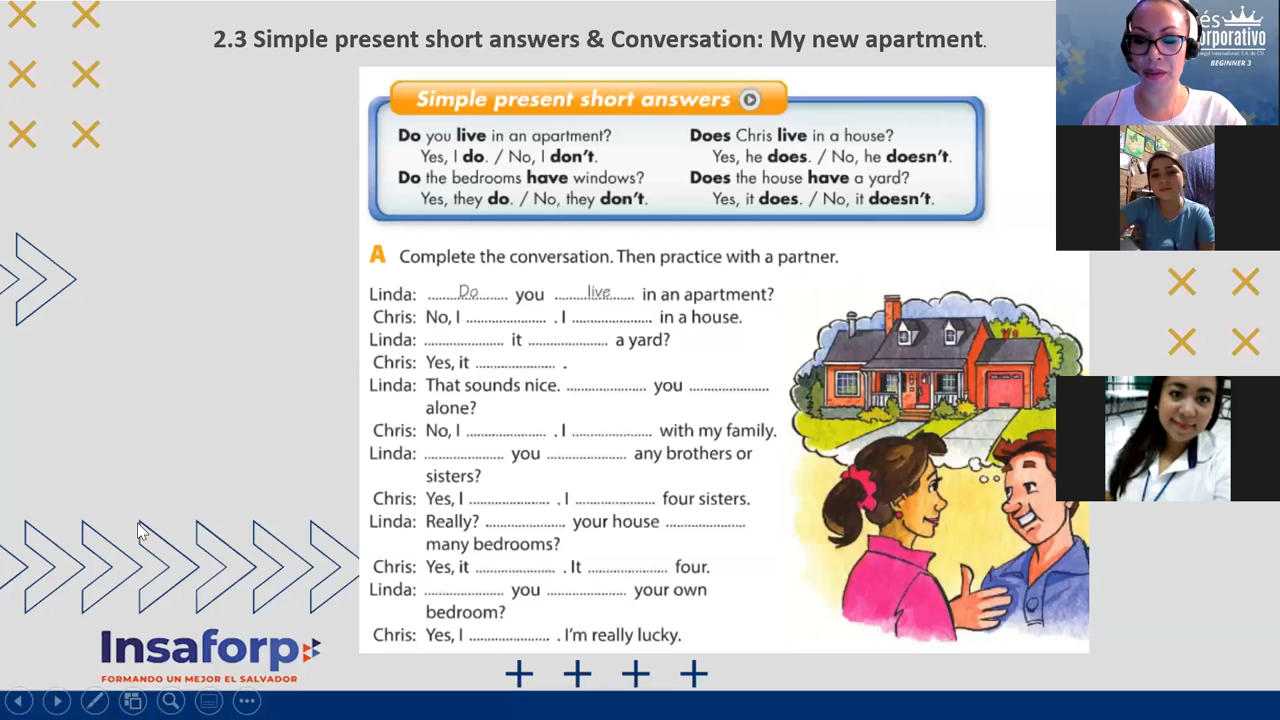 2.3 Simple present short answers & Conversation: My new apartment.
és
rporativo
BEGINNER 3
Simple present short answers
Do you live in an apartment?
Yes, I do. / No, I don't.
Do the bedrooms have windows?
Yes, they do. / No, they don't.
Does Chris live in a house?
Yes, he does. / No, he doesn't.
Does the house have a yard?
Yes, it does. / No, it doesn't.
A Complete the conversation. Then practice with a partner.
Linda: Do you live in an apartment?
Chris: No, I ................ . I ................ in a house.
Linda: ................ it ................ a yard?
Chris: Yes, it ................ .
Linda: That sounds nice. ................ you ................
alone?
Chris: No, I ................ . I ................ with my family.
Linda: ................ you ................ any brothers or
sisters?
Chris: Yes, I ................ . I ................ four sisters.
Linda: Really? ................ your house ................
many bedrooms?
Chris: Yes, it ................ . It ................ four.
Linda: ................ you ................ your own
bedroom?
Chris: Yes, I ................ . I'm really lucky.
Insaforp
FORMANDO UN MEJOR EL SALVADOR